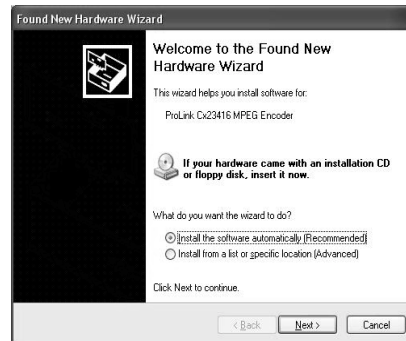 Found New Hardware Wizard
Welcome to the Found New
Hardware Wizard
This wizard helps you install software for:
ProLink Cx23416 MPEG Encoder
If your hardware came with an installation CD
or floppy disk, insert it now.
What do you want the wizard to do?
Install the software automatically (Recommended)
Install from a list or specific location (Advanced)
Click Next to continue.
< Back Next > Cancel